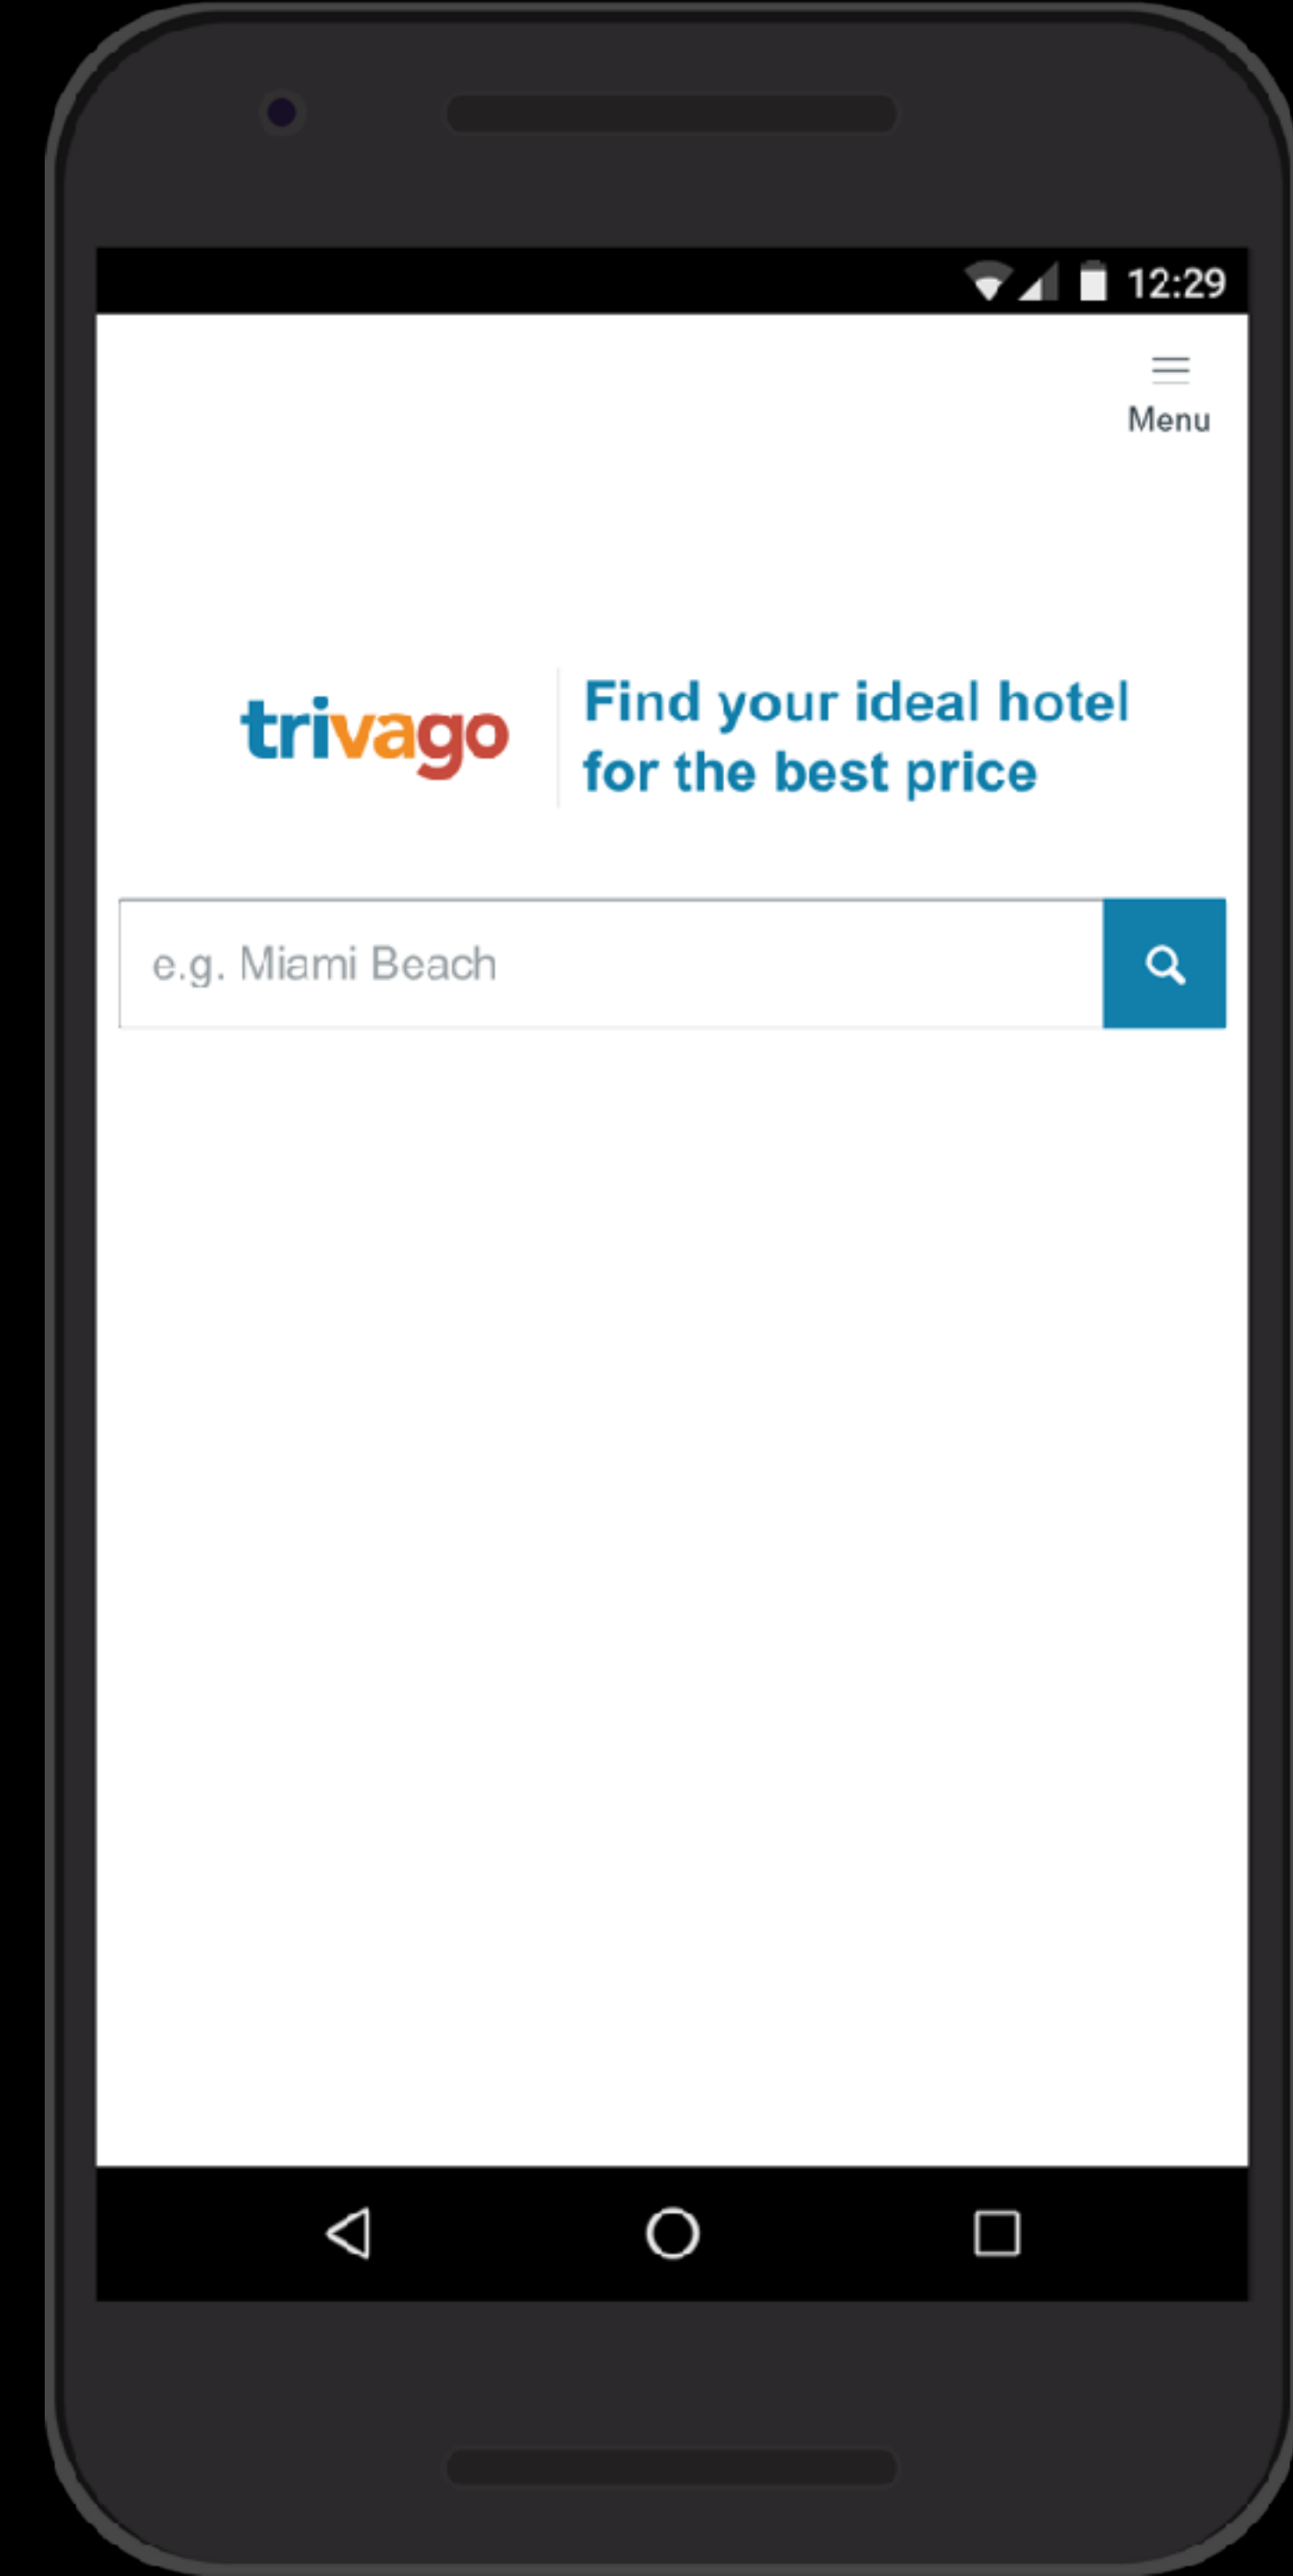 12:29
Menu
trivago
Find your ideal hotel
for the best price
e.g. Miami Beach